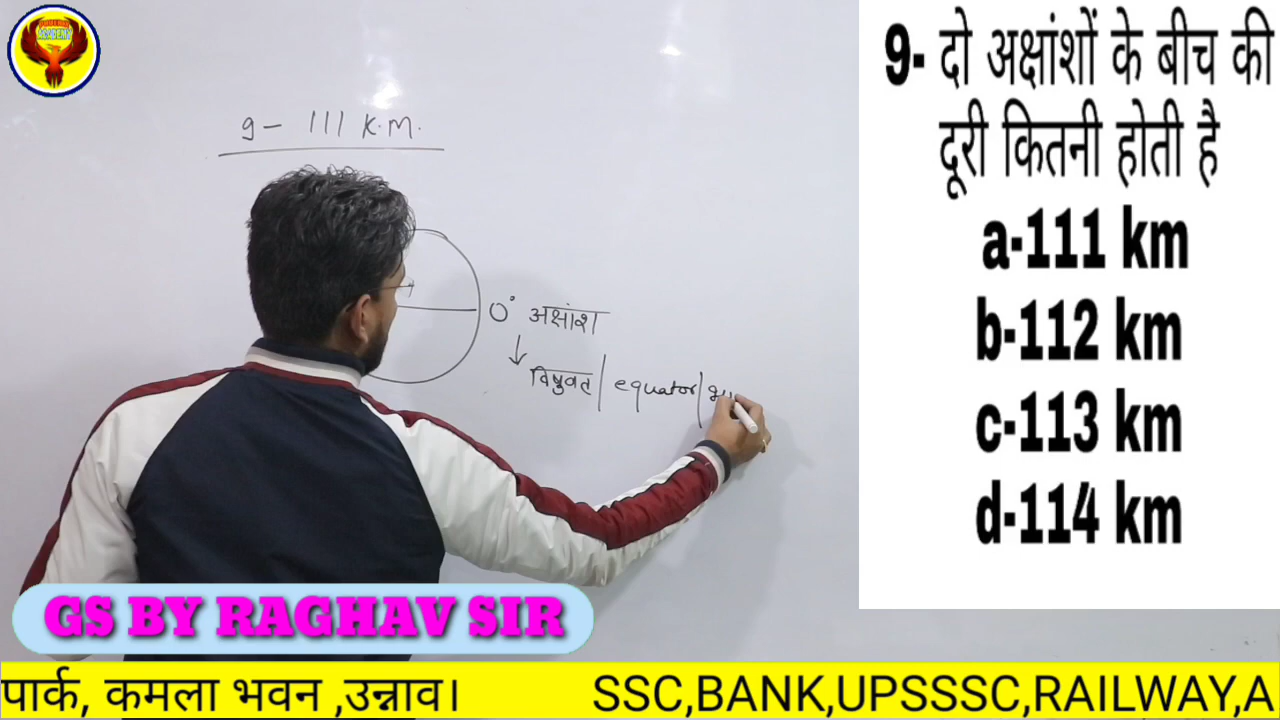 ACADEMY
9 – 111 K.M.
0° अक्षांश
विषुवत / equator /
9- दो अक्षांशों के बीच की
दूरी कितनी होती है
a-111 km
b-112 km
c-113 km
d-114 km
GS BY RAGHAV SIR
पार्क, कमला भवन ,उन्नाव। SSC,BANK,UPSSSC,RAILWAY,A